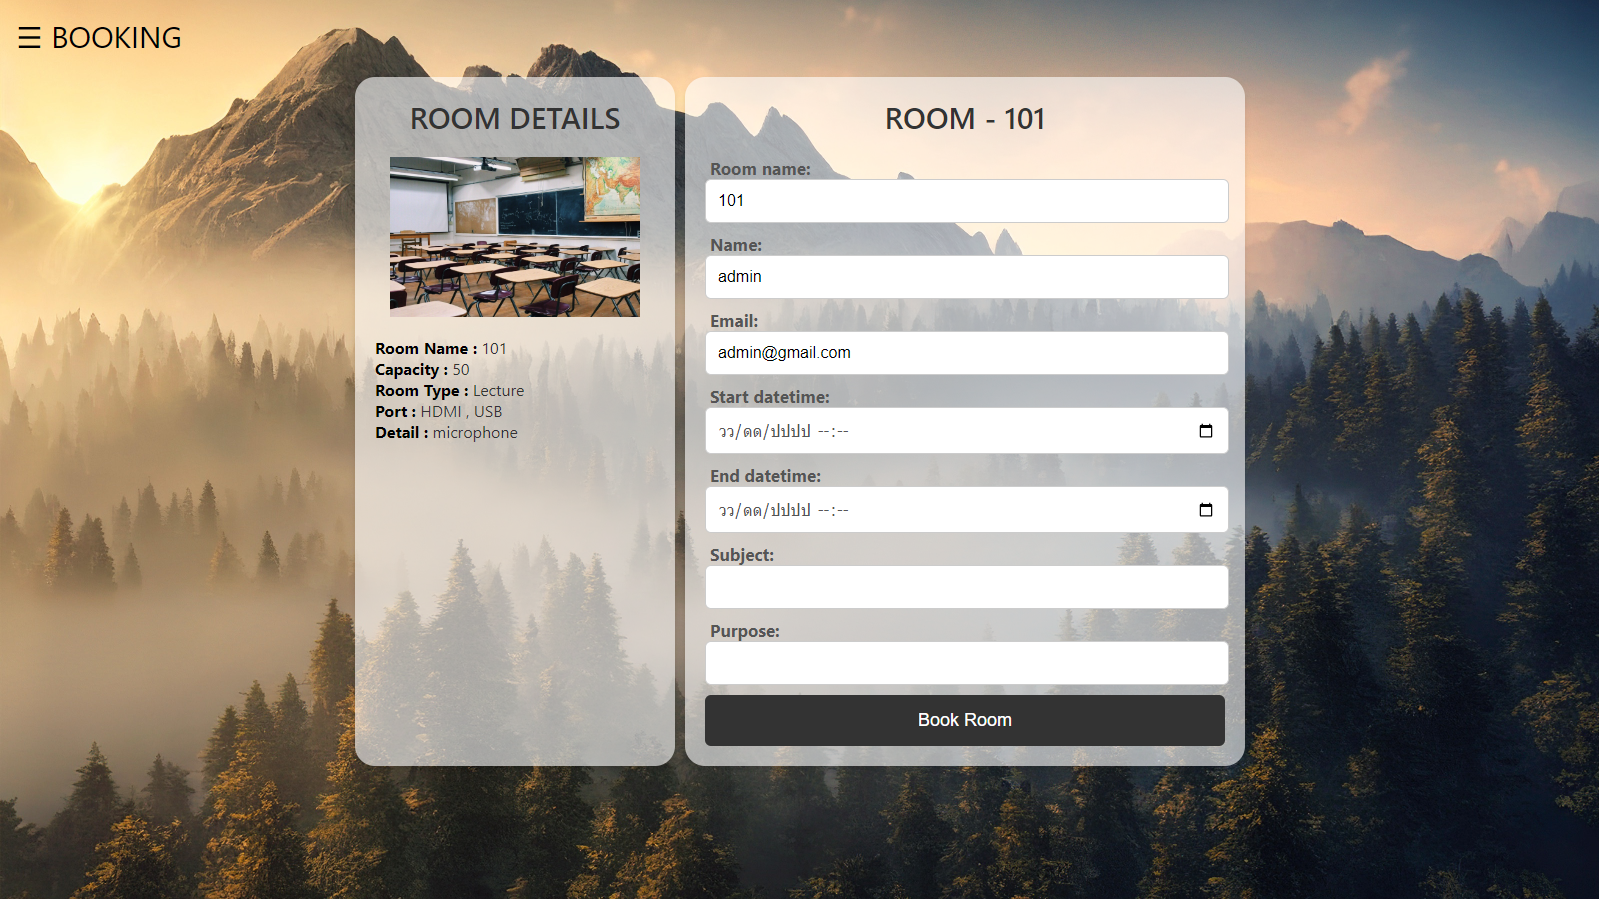 ☰ BOOKING
ROOM DETAILS
Room Name : 101
Capacity : 50
Room Type : Lecture
Port : HDMI , USB
Detail : microphone
ROOM - 101
Room name:
101
Name:
admin
Email:
admin@gmail.com
Start datetime:
วว/ดด/ปปปป --:--
End datetime:
วว/ดด/ปปปป --:--
Subject:
Purpose:
Book Room